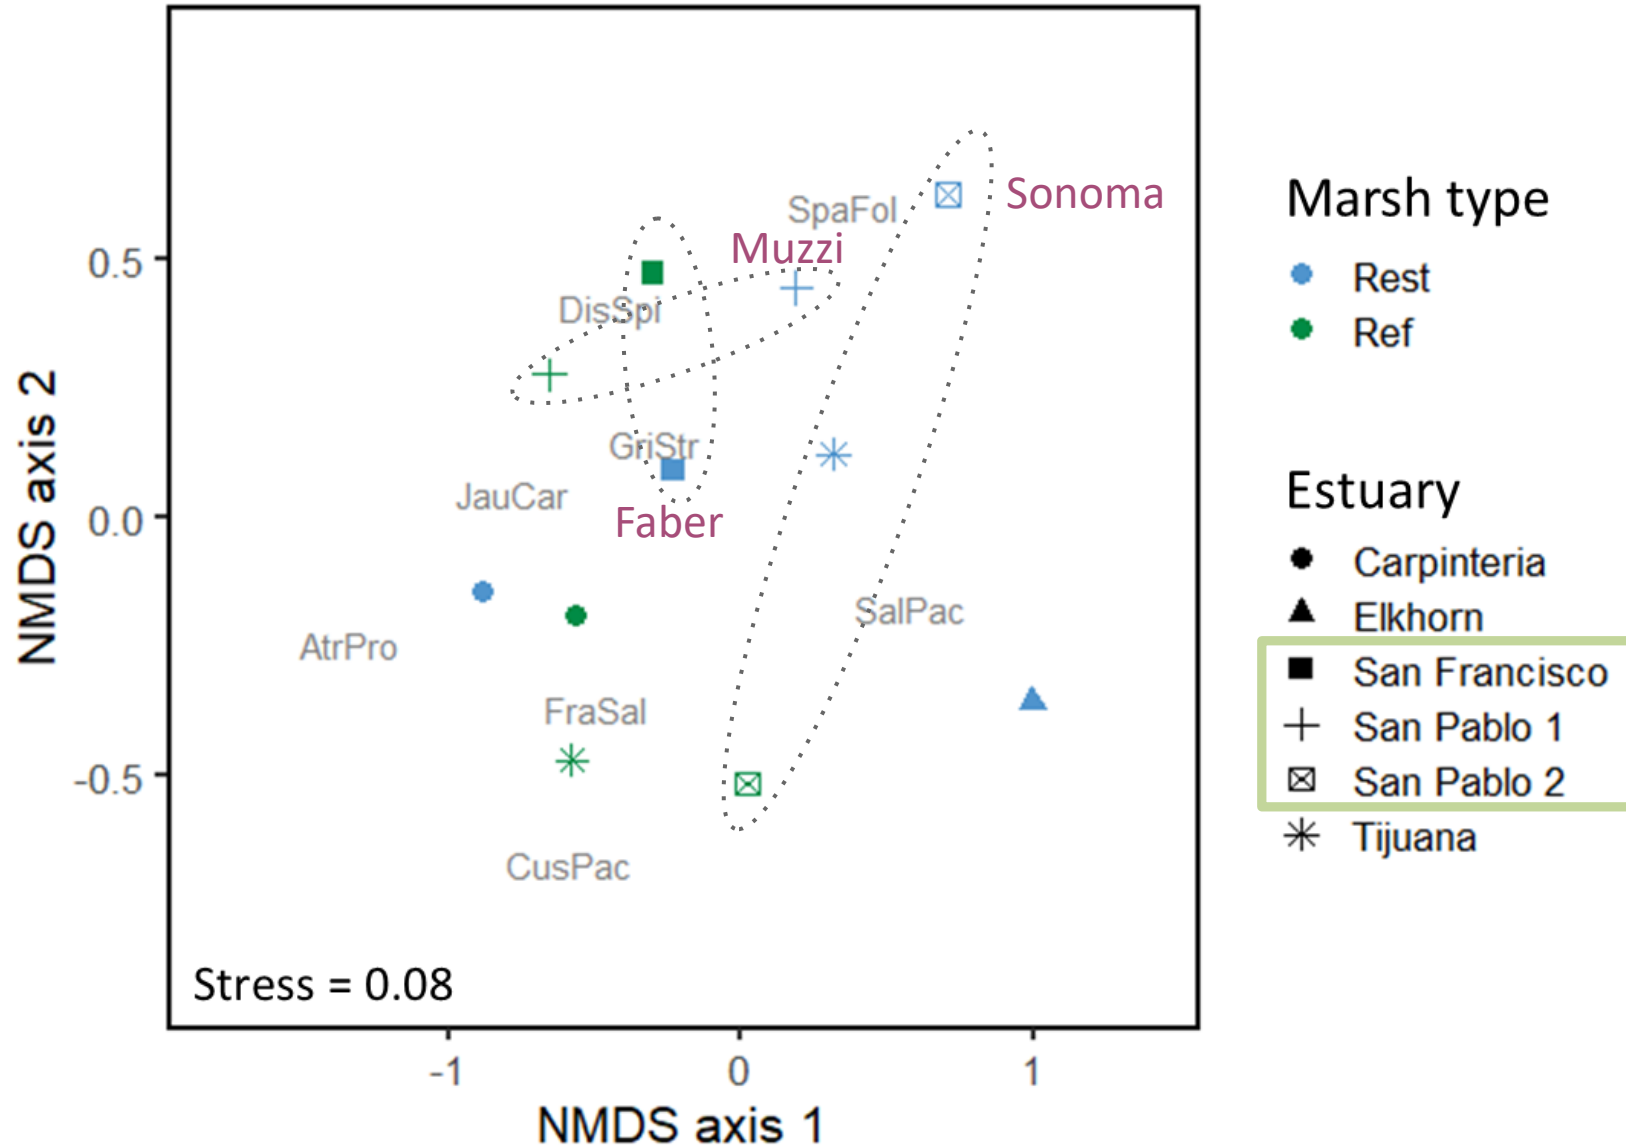 Sonoma
SpaFol
Muzzi
DisSpi
GriStr
JauCar
Faber
AtrPro
SalPac
FraSal
CusPac
Stress = 0.08
0.5
0.0
-0.5
NMDS axis 2
-1
0
1
NMDS axis 1
Marsh type
Rest
Ref
Estuary
Carpinteria
Elkhorn
San Francisco
San Pablo 1
San Pablo 2
Tijuana